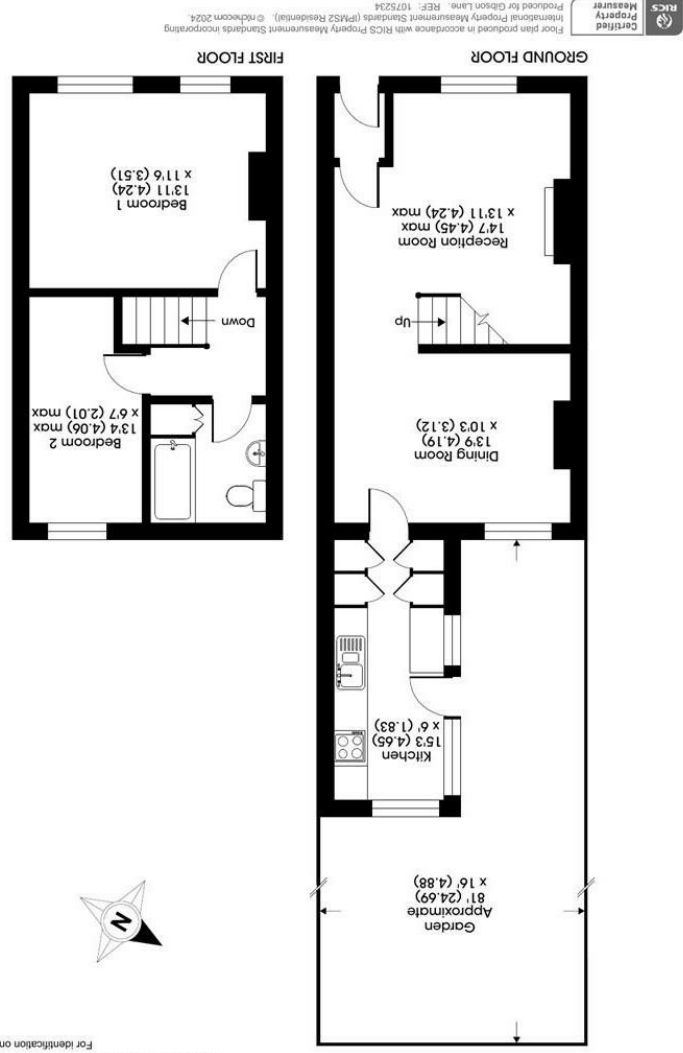 For identification on
N
Garden
Approximate
81' (24.69)
x 16' (4.88)
Kitchen
15'3 (4.65)
x 6' (1.83)
Dining Room
13'9 (4.19)
x 10'3 (3.12)
Up
Reception Room
14'7 (4.45) max
x 13'11 (4.24) max
GROUND FLOOR
Bedroom 2
13'4 (4.06) max
x 6'7 (2.01) max
Down
Bedroom 1
13'11 (4.24)
x 11'6 (3.51)
FIRST FLOOR
Certified
Property
Measurer
RICS
Floor plan produced in accordance with RICS Property Measurement Standards incorporating
International Property Measurement Standards (IPMS2 Residential). © nichecom 2024.
Produced for Gibson Lane. REF: 1075234